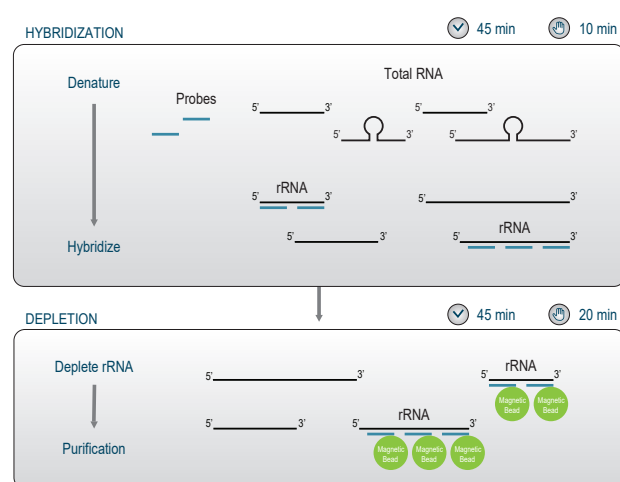 HYBRIDIZATION 45 min 10 min
Denature
Total RNA
Probes
5' 3' 5' 3'
5' 3' 5' 3'
rRNA
5' 3' 5' 3'
rRNA
Hybridize 5' 3' 5' 3'
DEPLETION 45 min 20 min
Deplete rRNA
rRNA
5' 3' 5' 3'
Magnetic Bead Magnetic Bead
rRNA
5' 3' 5' 3'
Purification
Magnetic Bead Magnetic Bead Magnetic Bead